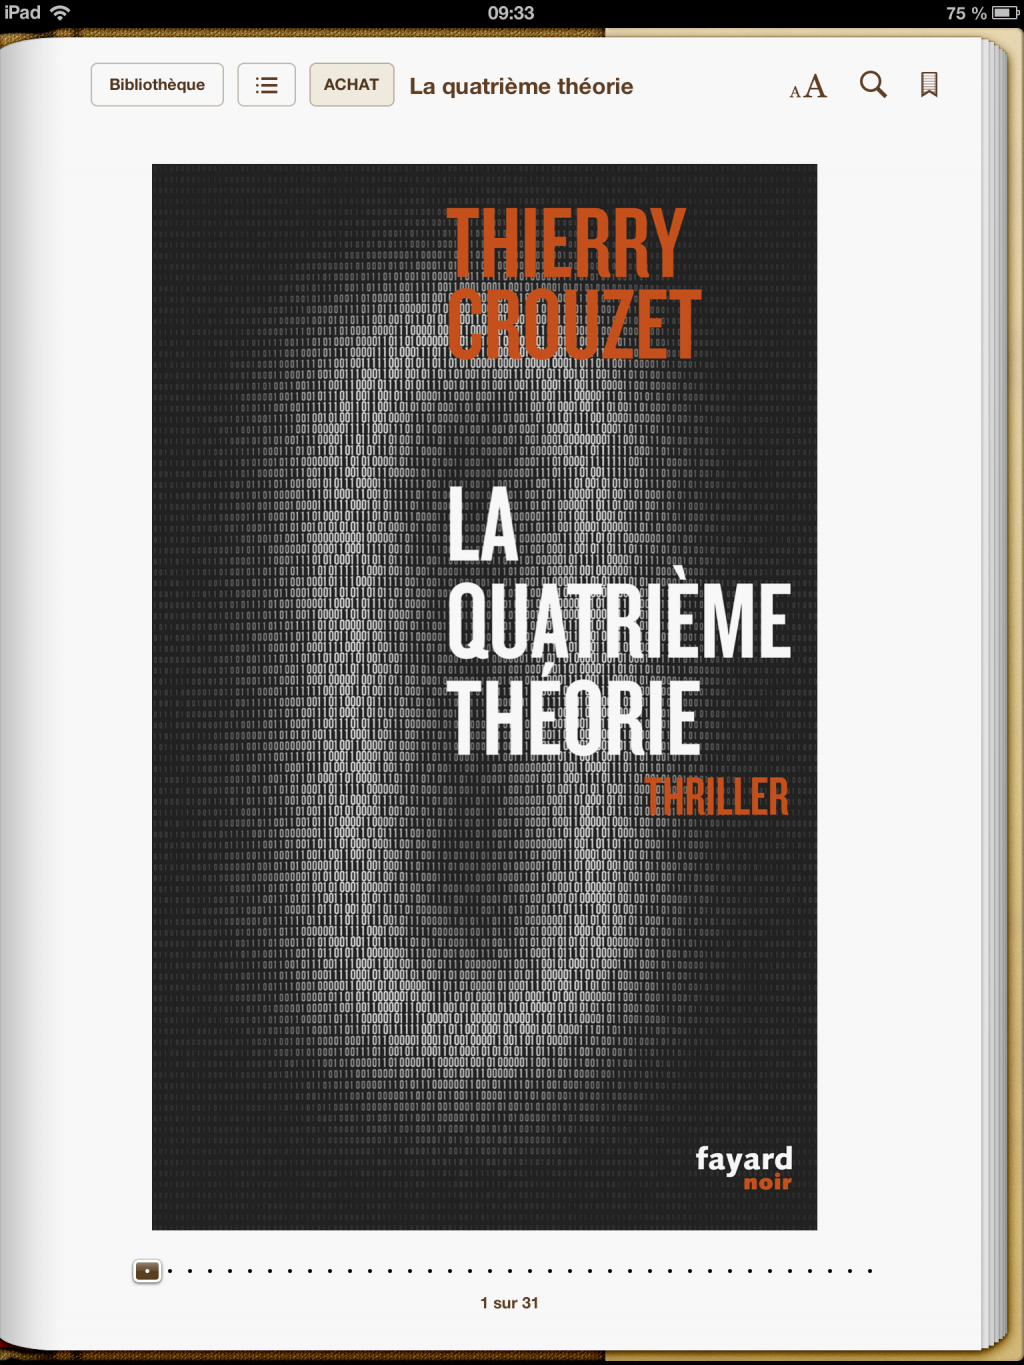 iPad 09:33 75 %
Bibliothèque ACHAT La quatrième théorie AA
THIERRY
CROUZET
LA
QUATRIÈME
THÉORIE
THRILLER
fayard
noir
1 sur 31